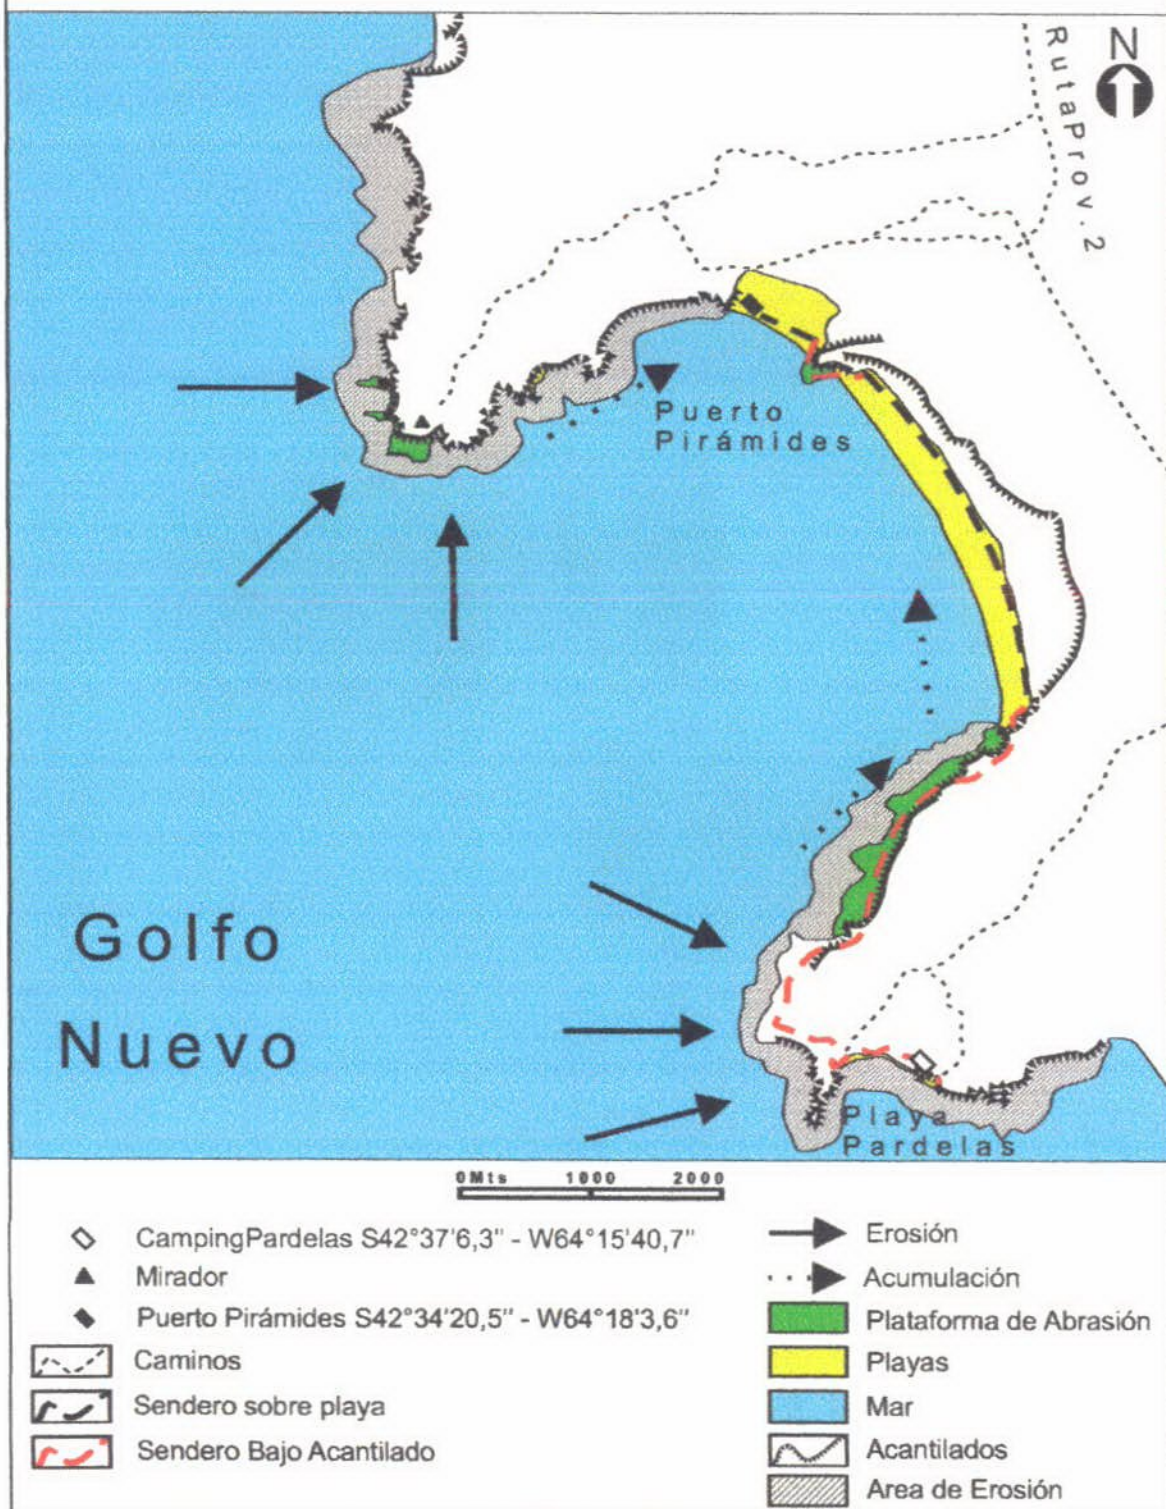 N
RutaProv.2
Puerto
Pirámides
Golfo
Nuevo
Playa
Pardelas
0Mts 1000 2000
CampingPardelas S42°37'6,3" - W64°15'40,7"
Mirador
Puerto Pirámides S42°34'20,5" - W64°18'3,6"
Caminos
Sendero sobre playa
Sendero Bajo Acantilado
Erosión
Acumulación
Plataforma de Abrasión
Playas
Mar
Acantilados
Area de Erosión